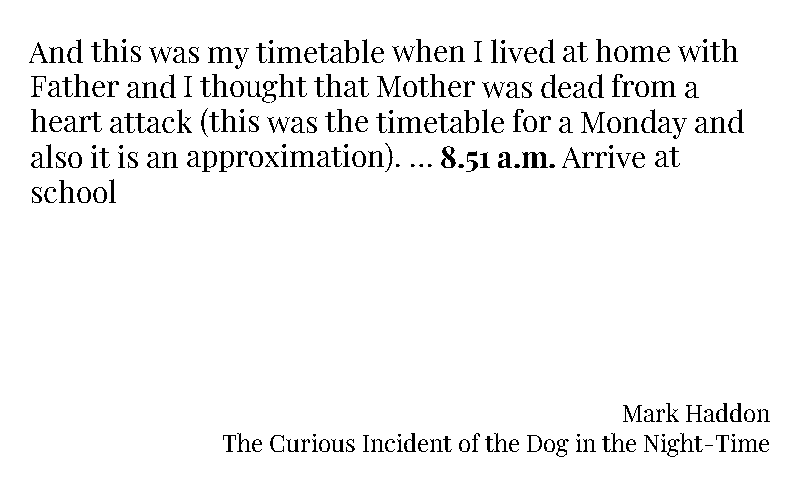 And this was my timetable when I lived at home with
Father and I thought that Mother was dead from a
heart attack (this was the timetable for a Monday and
also it is an approximation). ... 8.51 a.m. Arrive at
school
Mark Haddon
The Curious Incident of the Dog in the Night-Time